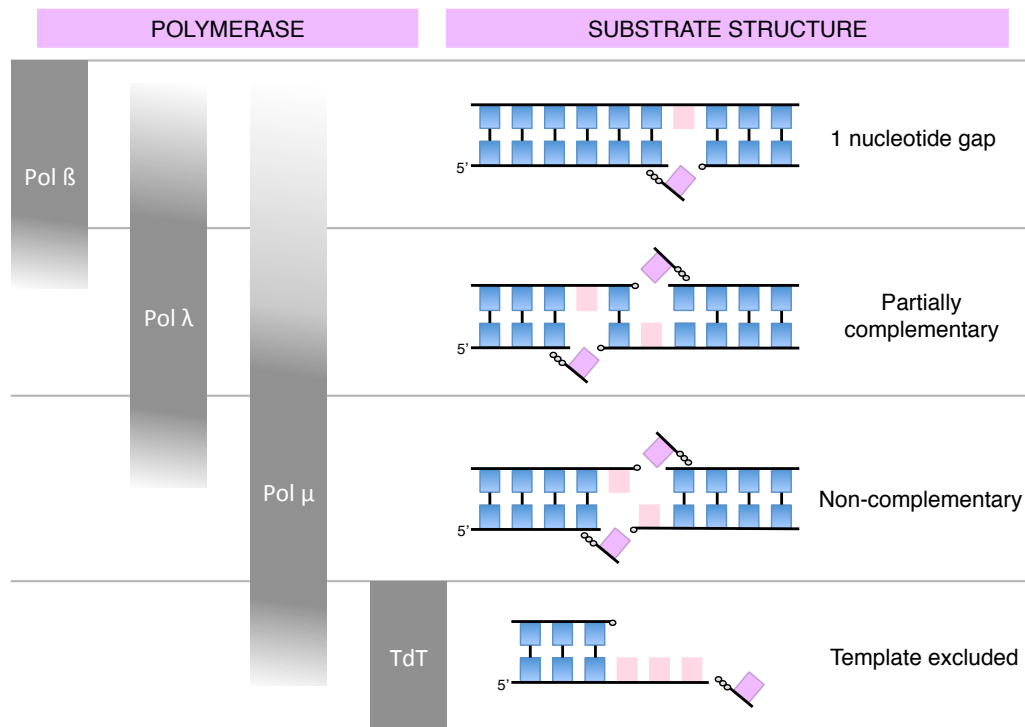 POLYMERASE
SUBSTRATE STRUCTURE
Pol ß
5’
1 nucleotide gap
Pol λ
5’
Partially
complementary
Pol μ
5’
Non-complementary
TdT
5’
Template excluded